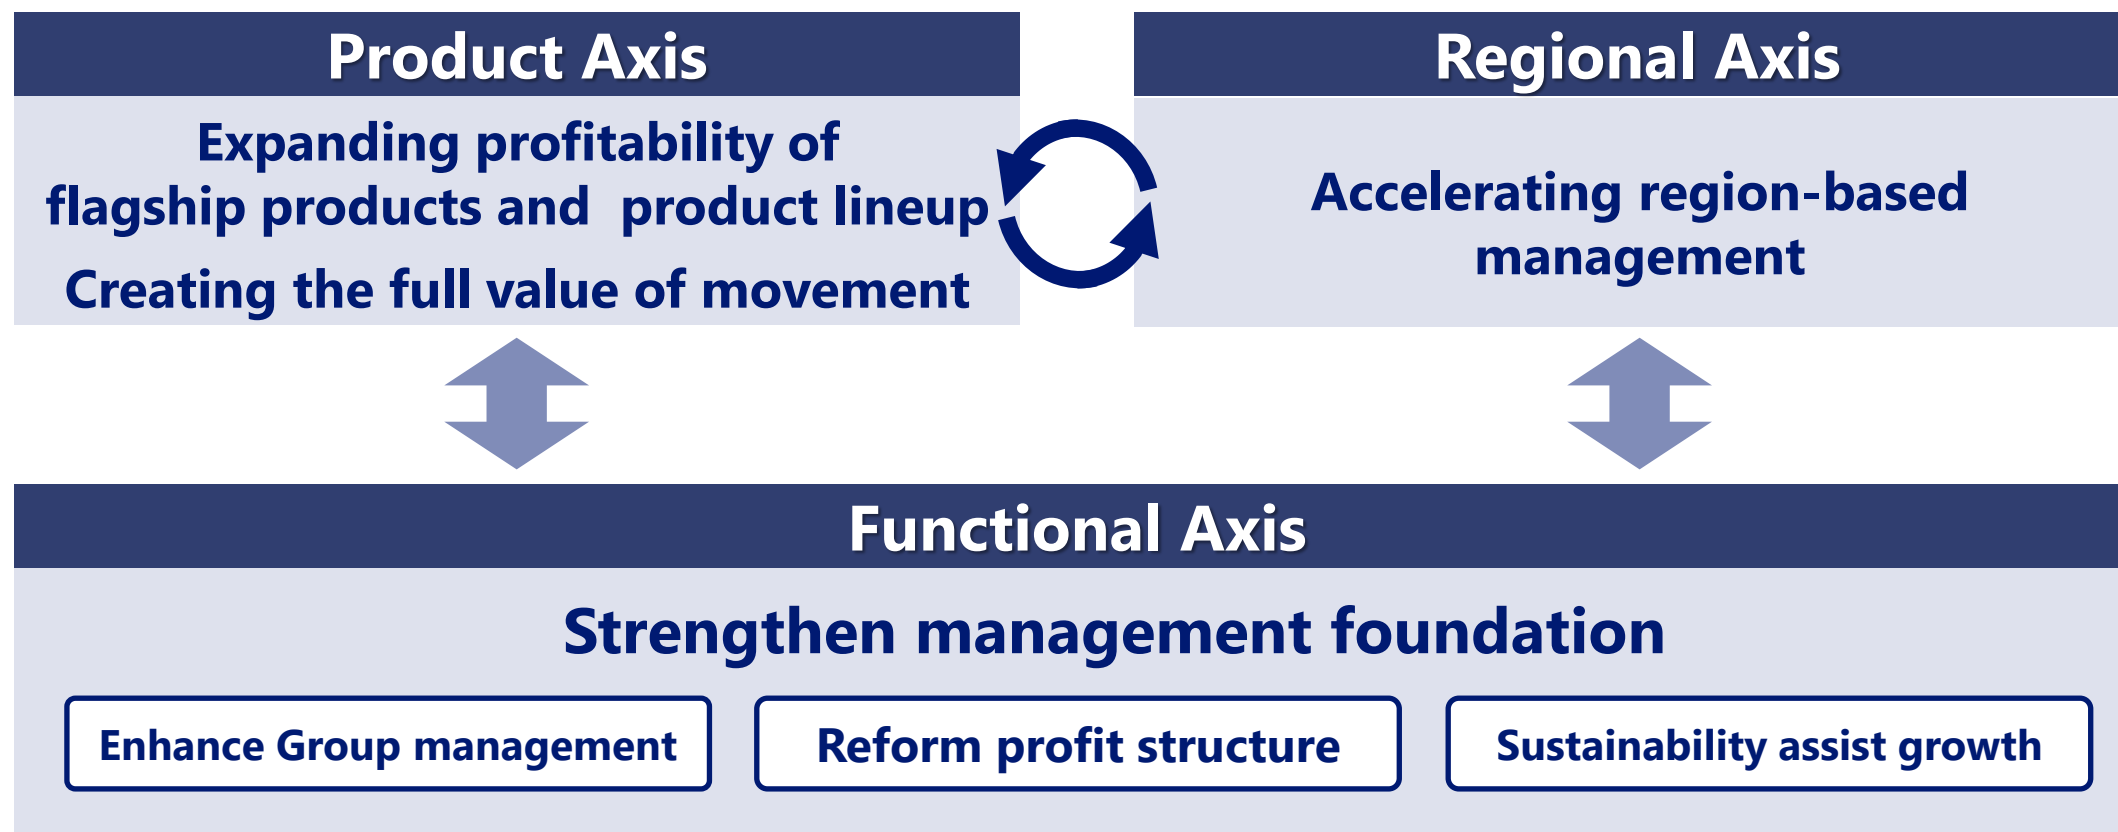 Product Axis
Expanding profitability of
flagship products and product lineup
Creating the full value of movement
Regional Axis
Accelerating region-based
management
Functional Axis
Strengthen management foundation
Enhance Group management
Reform profit structure
Sustainability assist growth